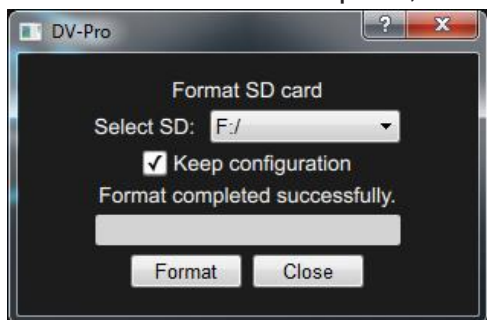 DV-Pro
?
Format SD card
Select SD: F:/
Keep configuration
Format completed successfully.
Format Close